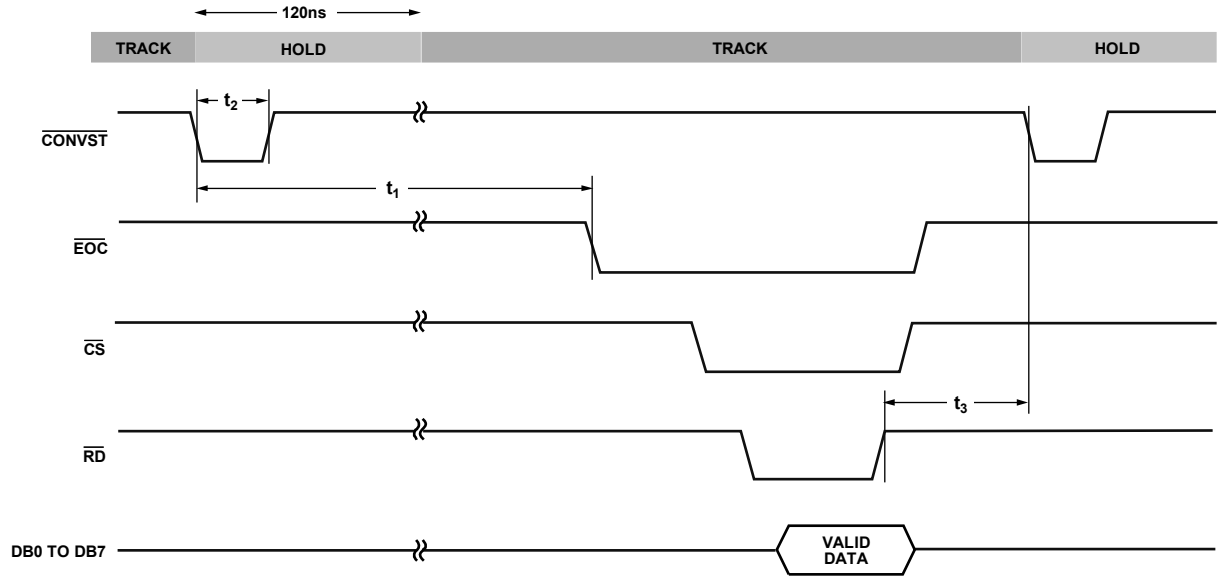 120ns
TRACK HOLD TRACK HOLD
t2
CONVST
t1
EOC
CS
t3
RD
DB0 TO DB7
VALID
DATA